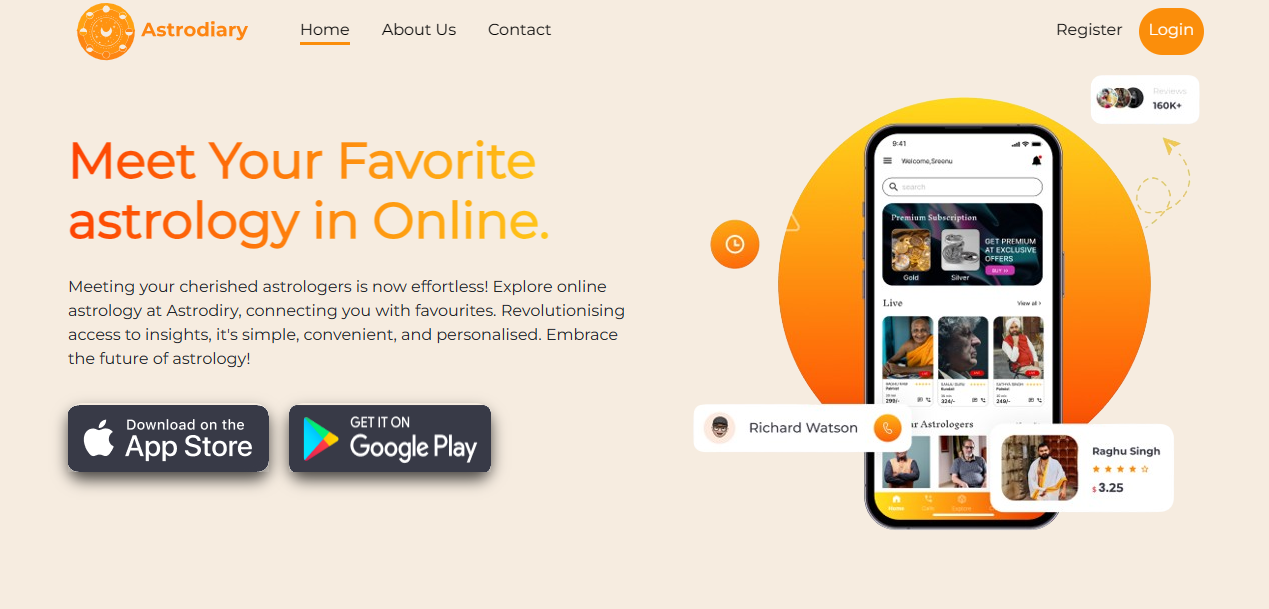 Astrodiary
Home
About Us
Contact
Register
Login
Meet Your Favorite
astrology in Online.
Meeting your cherished astrologers is now effortless! Explore online
astrology at Astrodiry, connecting you with favourites. Revolutionising
access to insights, it's simple, convenient, and personalised. Embrace
the future of astrology!
Download on the
App Store
GET IT ON
Google Play
Reviews
160K+
9:41
Welcome,Sreenu
search
Premium Subscription
GET PREMIUM
AT EXCLUSIVE
OFFERS
BUY
Gold
Silver
Live
View all >
299/-
324/-
249/-
ar Astrologers
Richard Watson
Raghu Singh
$ 3.25
Home